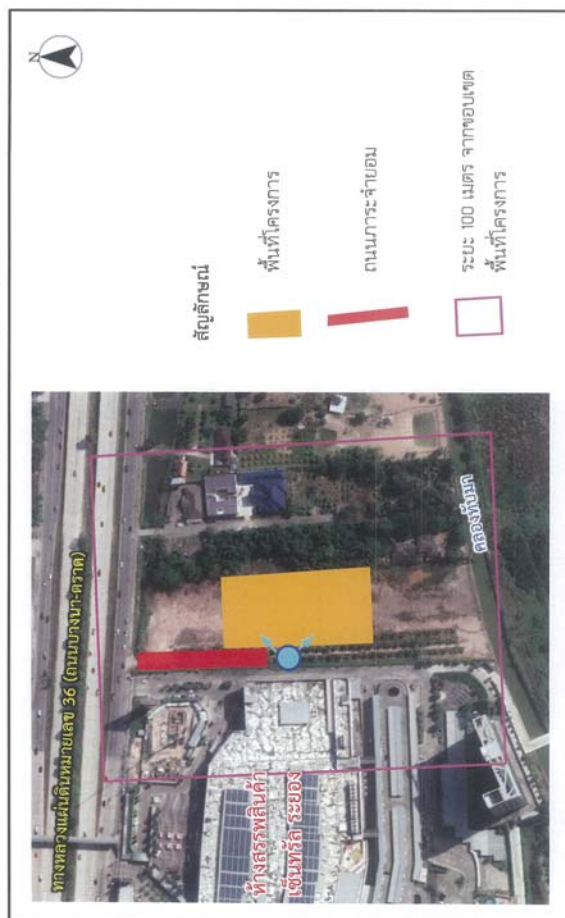 N
ทางหลวงแผ่นดินหมายเลข 36 (ถนนบางนา-ตราด)
ห้างสรรพสินค้า
เซ็นทรัล ระยอง
คลองทับมา
สัญลักษณ์
พื้นที่โครงการ
ถนนภาระจำยอม
ระยะ 100 เมตร จากขอบเขต
พื้นที่โครงการ